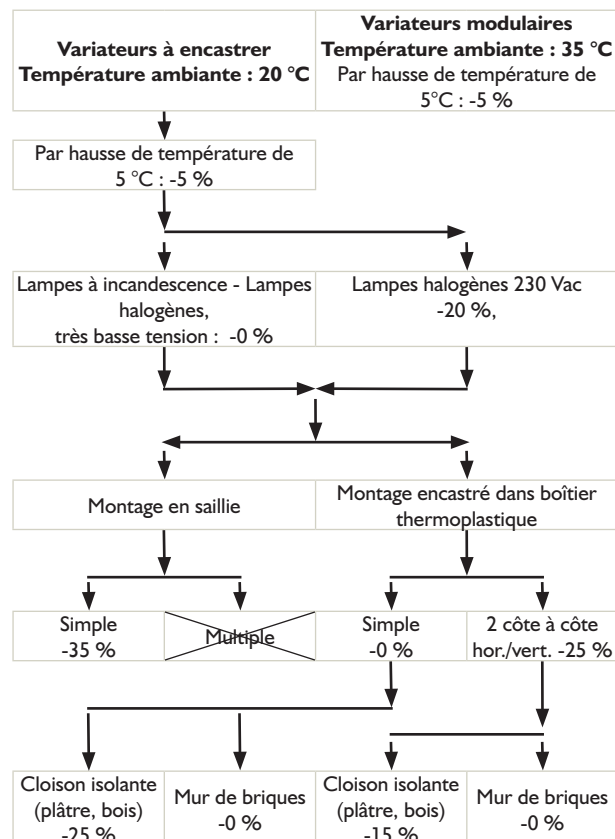 Variateurs à encastrer
Température ambiante : 20 °C
Variateurs modulaires
Température ambiante : 35 °C
Par hausse de température de
5°C : -5 %
Par hausse de température de
5 °C : -5 %
Lampes à incandescence - Lampes
halogènes,
très basse tension : -0 %
Lampes halogènes 230 Vac
-20 %,
Montage en saillie
Montage encastré dans boîtier
thermoplastique
Simple
-35 %
Multiple
Simple
-0 %
2 côte à côte
hor./vert. -25 %
Cloison isolante
(plâtre, bois)
-25 %
Mur de briques
-0 %
Cloison isolante
(plâtre, bois)
-15 %
Mur de briques
-0 %